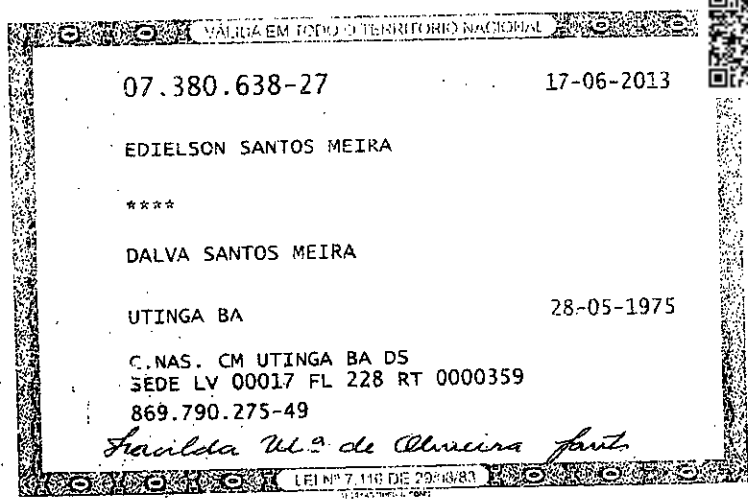 VÁLIDA EM TODO O TERRITÓRIO NACIONAL
07.380.638-27 17-06-2013
EDIELSON SANTOS MEIRA
****
DALVA SANTOS MEIRA
UTINGA BA 28-05-1975
C.NAS. CM UTINGA BA DS
SEDE LV 00017 FL 228 RT 0000359
869.790.275-49
de Oliveira
LEI Nº 7.116 DE 29/08/83